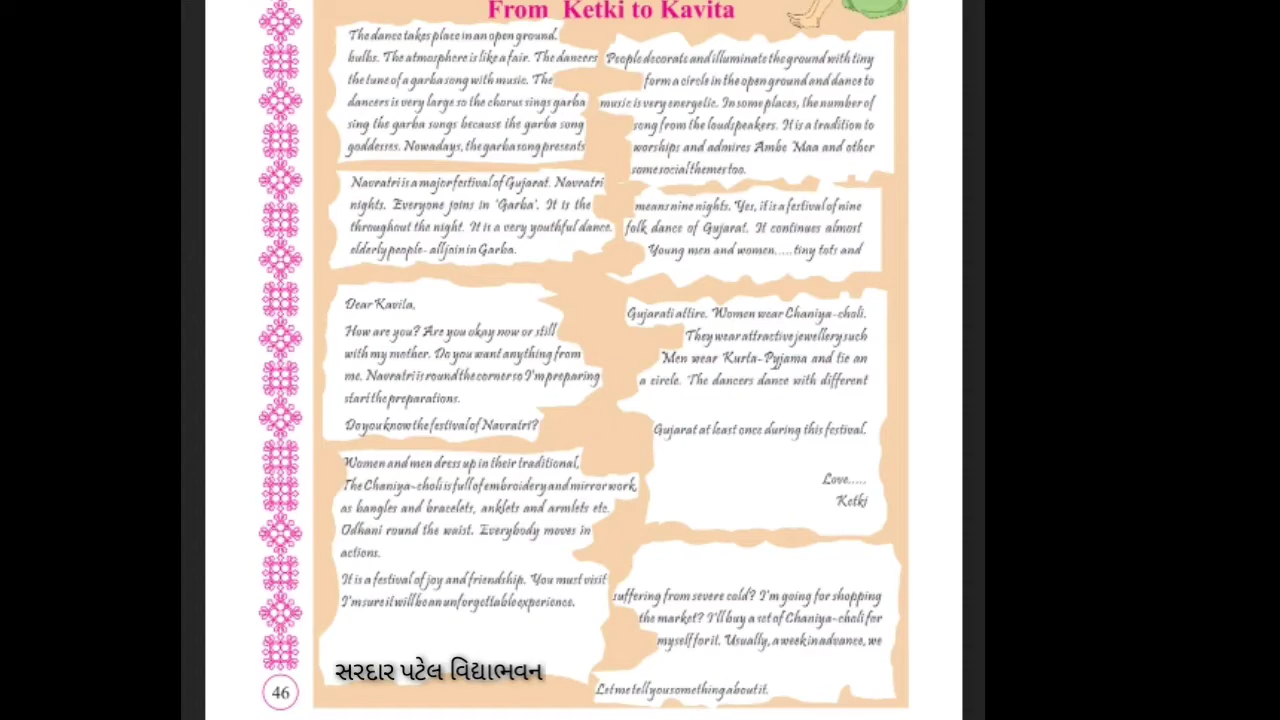 From Ketki to Kavita
The dance takes place in an open ground.
bulbs. The atmosphere is like a fair. The dancers
the tune of a garba song with music. The
dancers is very large so the chorus sings garba
sing the garba songs because the garba song
goddesses. Nowadays, the garba song presents
People decorate and illuminate the ground with tiny
form a circle in the open ground and dance to
music is very energetic. In some places, the number of
song from the loudspeakers. It is a tradition to
worships and admires Ambe Maa and other
some social themes too.
Navratri is a major festival of Gujarat. Navratri
nights. Everyone joins in 'Garba'. It is the
throughout the night. It is a very youthful dance.
elderly people- all join in Garba.
means nine nights. Yes, it is a festival of nine
folk dance of Gujarat. It continues almost
Young men and women.....tiny tots and
Dear Kavila,
How are you? Are you okay now or still
with my mother. Do you want anything from
me. Navratri is round the corner so I'm preparing
start the preparations.
Do you know the festival of Navratri?
Gujarati attire. Women wear Chaniya-choli.
They wear attractive jewellery such
Men wear Kurta-Pyjama and tie an
a circle. The dancers dance with different
Gujarat at least once during this festival.
Love.....
Ketki
Women and men dress up in their traditional,
The Chaniya-choli is full of embroidery and mirror work,
as bangles and bracelets, anklets and armlets etc.
Odhani round the waist. Everybody moves in
actions.
It is a festival of joy and friendship. You must visit
I'm sure it will be an unforgettable experience.
suffering from severe cold? I'm going for shopping
the market? I'll buy a set of Chaniya-choli for
myself for it. Usually, a week in advance, we
Let me tell you something about it.
સરદાર પટેલ વિદ્યાભવન
46